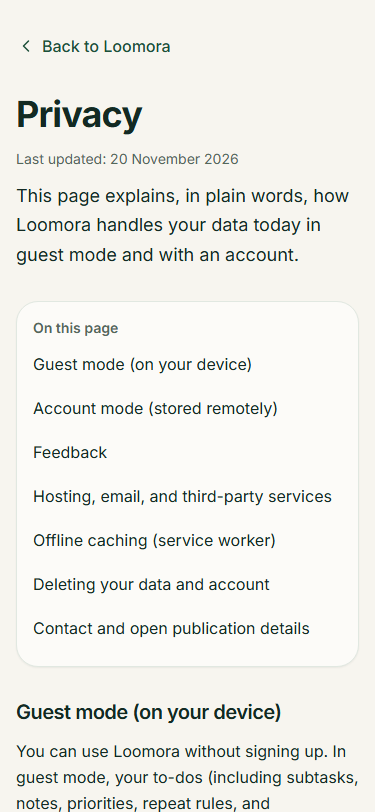 Back to Loomora
Privacy
Last updated: 20 November 2026
This page explains, in plain words, how
Loomora handles your data today in
guest mode and with an account.
On this page
Guest mode (on your device)
Account mode (stored remotely)
Feedback
Hosting, email, and third-party services
Offline caching (service worker)
Deleting your data and account
Contact and open publication details
Guest mode (on your device)
You can use Loomora without signing up. In
guest mode, your to-dos (including subtasks,
notes, priorities, repeat rules, and